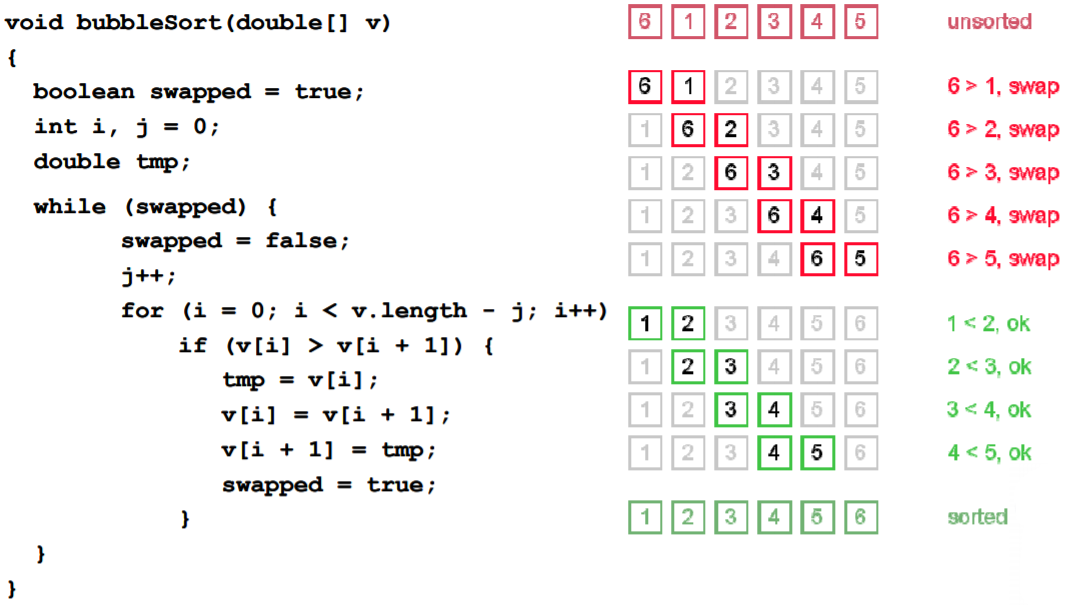 void bubbleSort(double[] v)
{
boolean swapped = true;
int i, j = 0;
double tmp;
while (swapped) {
swapped = false;
j++;
for (i = 0; i < v.length - j; i++)
if (v[i] > v[i + 1]) {
tmp = v[i];
v[i] = v[i + 1];
v[i + 1] = tmp;
swapped = true;
}
}
}
6 1 2 3 4 5 unsorted
6 1 2 3 4 5 6 > 1, swap
1 6 2 3 4 5 6 > 2, swap
1 2 6 3 4 5 6 > 3, swap
1 2 3 6 4 5 6 > 4, swap
1 2 3 4 6 5 6 > 5, swap
1 2 3 4 5 6 1 < 2, ok
1 2 3 4 5 6 2 < 3, ok
1 2 3 4 5 6 3 < 4, ok
1 2 3 4 5 6 4 < 5, ok
1 2 3 4 5 6 sorted